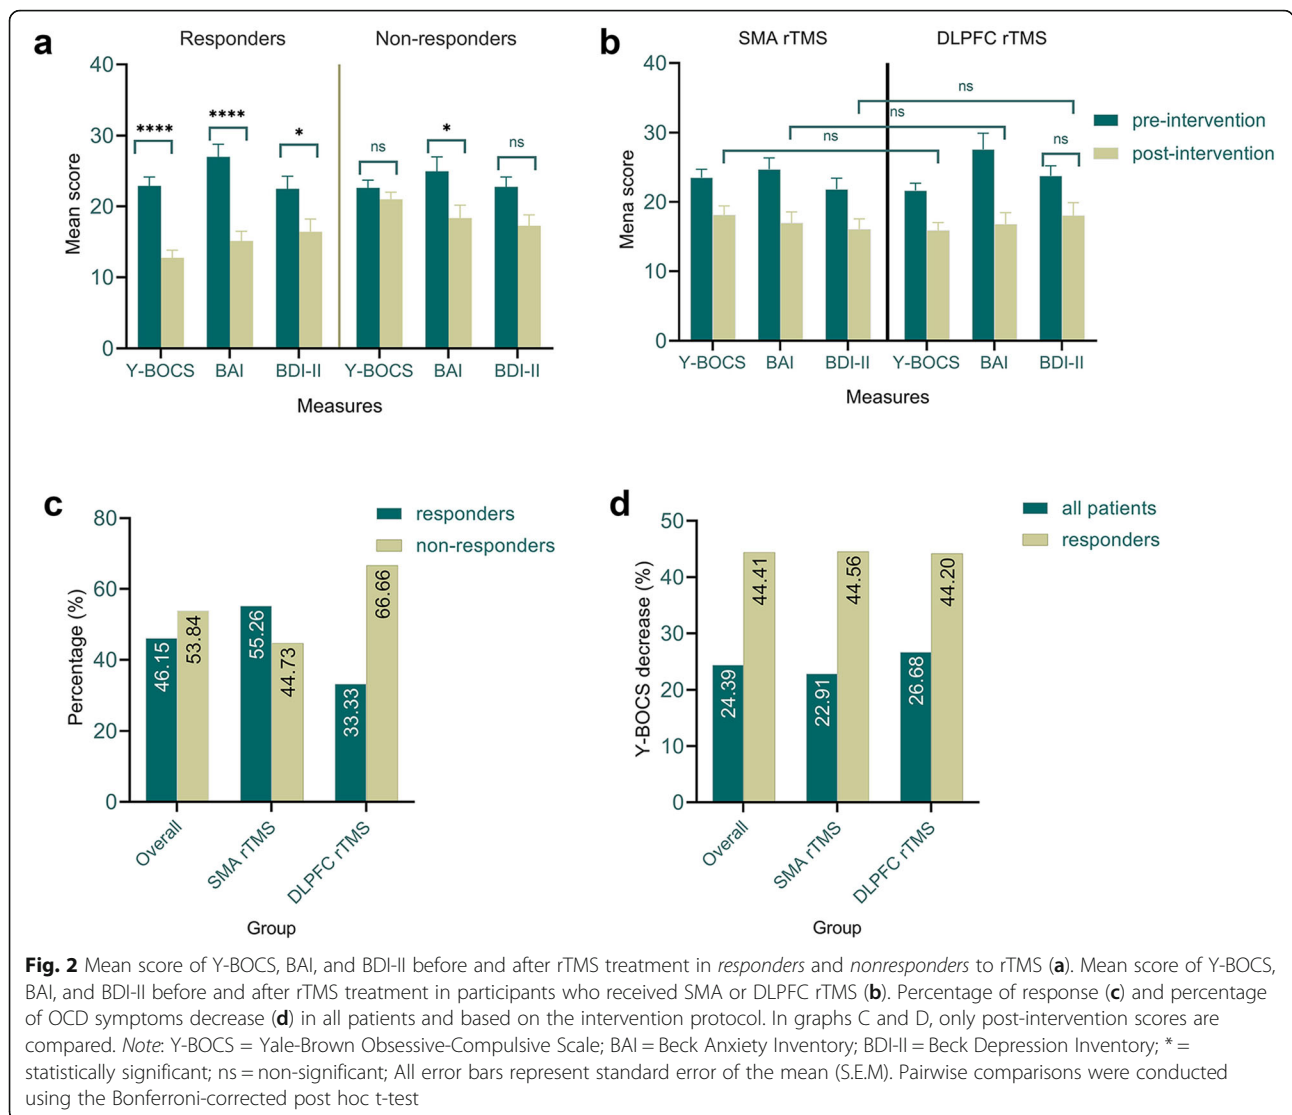 a
Responders
Non-responders
40
30
20
10
0
Mean score
****
****
*
ns
*
ns
Y-BOCS
BAI
BDI-II
Y-BOCS
BAI
BDI-II
Measures
b
SMA rTMS
DLPFC rTMS
40
30
20
10
0
Mena score
ns
ns
ns
ns
pre-intervention
post-intervention
Y-BOCS
BAI
BDI-II
Y-BOCS
BAI
BDI-II
Measures
c
responders
non-responders
80
60
40
20
0
Percentage (%)
46.15
53.84
55.26
44.73
33.33
66.66
Overall
SMA rTMS
DLPFC rTMS
Group
d
all patients
responders
50
40
30
20
10
0
Y-BOCS decrease (%)
24.39
44.41
22.91
44.56
26.68
44.20
Overall
SMA rTMS
DLPFC rTMS
Group
Fig. 2 Mean score of Y-BOCS, BAI, and BDI-II before and after rTMS treatment in responders and nonresponders to rTMS (a). Mean score of Y-BOCS,
BAI, and BDI-II before and after rTMS treatment in participants who received SMA or DLPFC rTMS (b). Percentage of response (c) and percentage
of OCD symptoms decrease (d) in all patients and based on the intervention protocol. In graphs C and D, only post-intervention scores are
compared. Note: Y-BOCS = Yale-Brown Obsessive-Compulsive Scale; BAI = Beck Anxiety Inventory; BDI-II = Beck Depression Inventory; * =
statistically significant; ns = non-significant; All error bars represent standard error of the mean (S.E.M). Pairwise comparisons were conducted
using the Bonferroni-corrected post hoc t-test